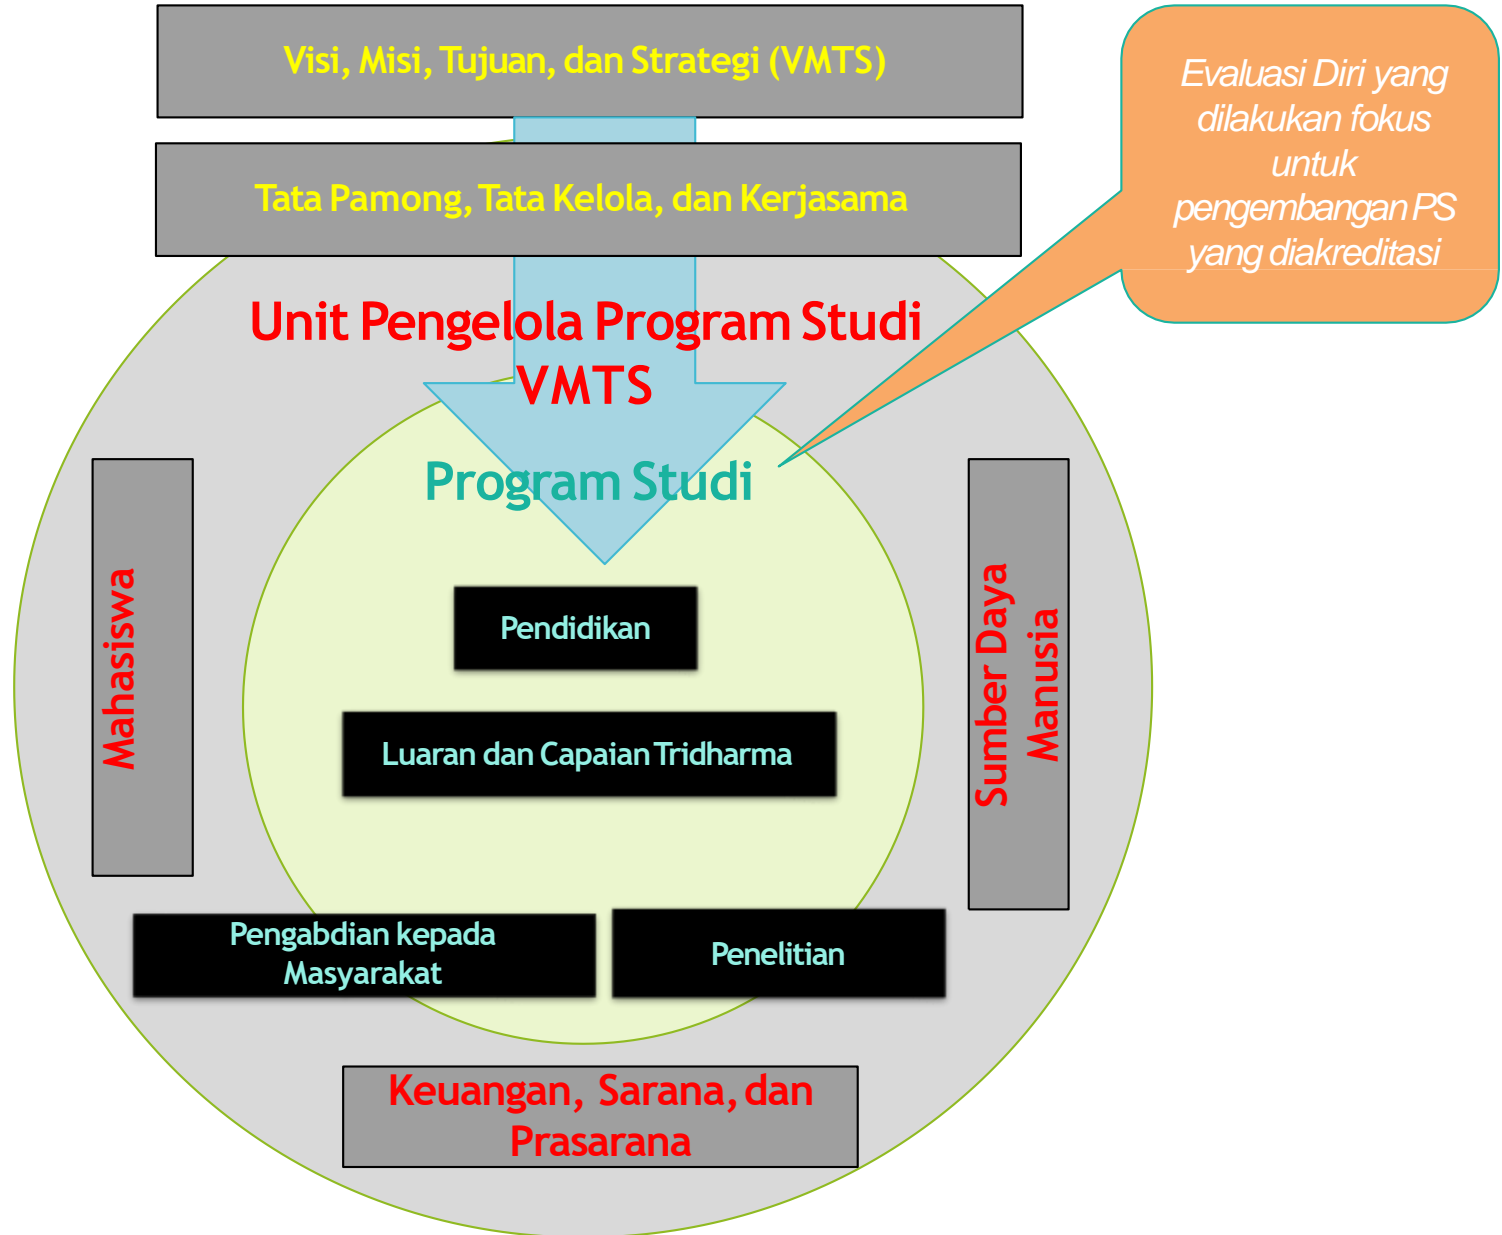 Visi, Misi, Tujuan, dan Strategi (VMTS)
Tata Pamong, Tata Kelola, dan Kerjasama
Evaluasi Diri yang
dilakukan fokus
untuk
pengembangan PS
yang diakreditasi
Unit Pengelola Program Studi
VMTS
Program Studi
Mahasiswa
Sumber Daya
Manusia
Pendidikan
Luaran dan Capaian Tridharma
Pengabdian kepada
Masyarakat
Penelitian
Keuangan, Sarana, dan
Prasarana